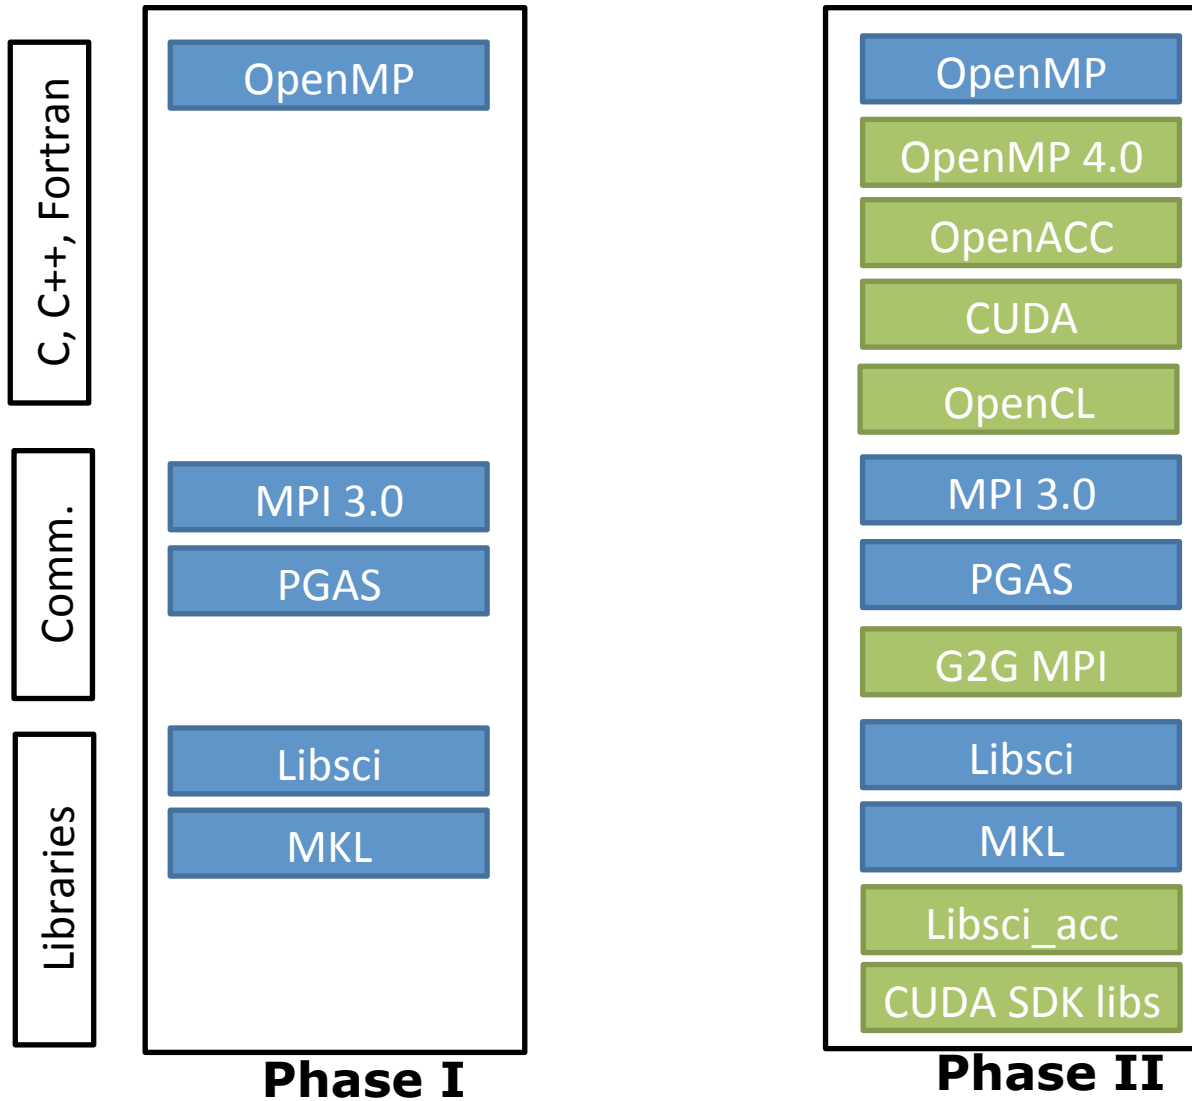 C, C++, Fortran
Comm.
Libraries
OpenMP
MPI 3.0
PGAS
Libsci
MKL
Phase I
OpenMP
OpenMP 4.0
OpenACC
CUDA
OpenCL
MPI 3.0
PGAS
G2G MPI
Libsci
MKL
Libsci_acc
CUDA SDK libs
Phase II